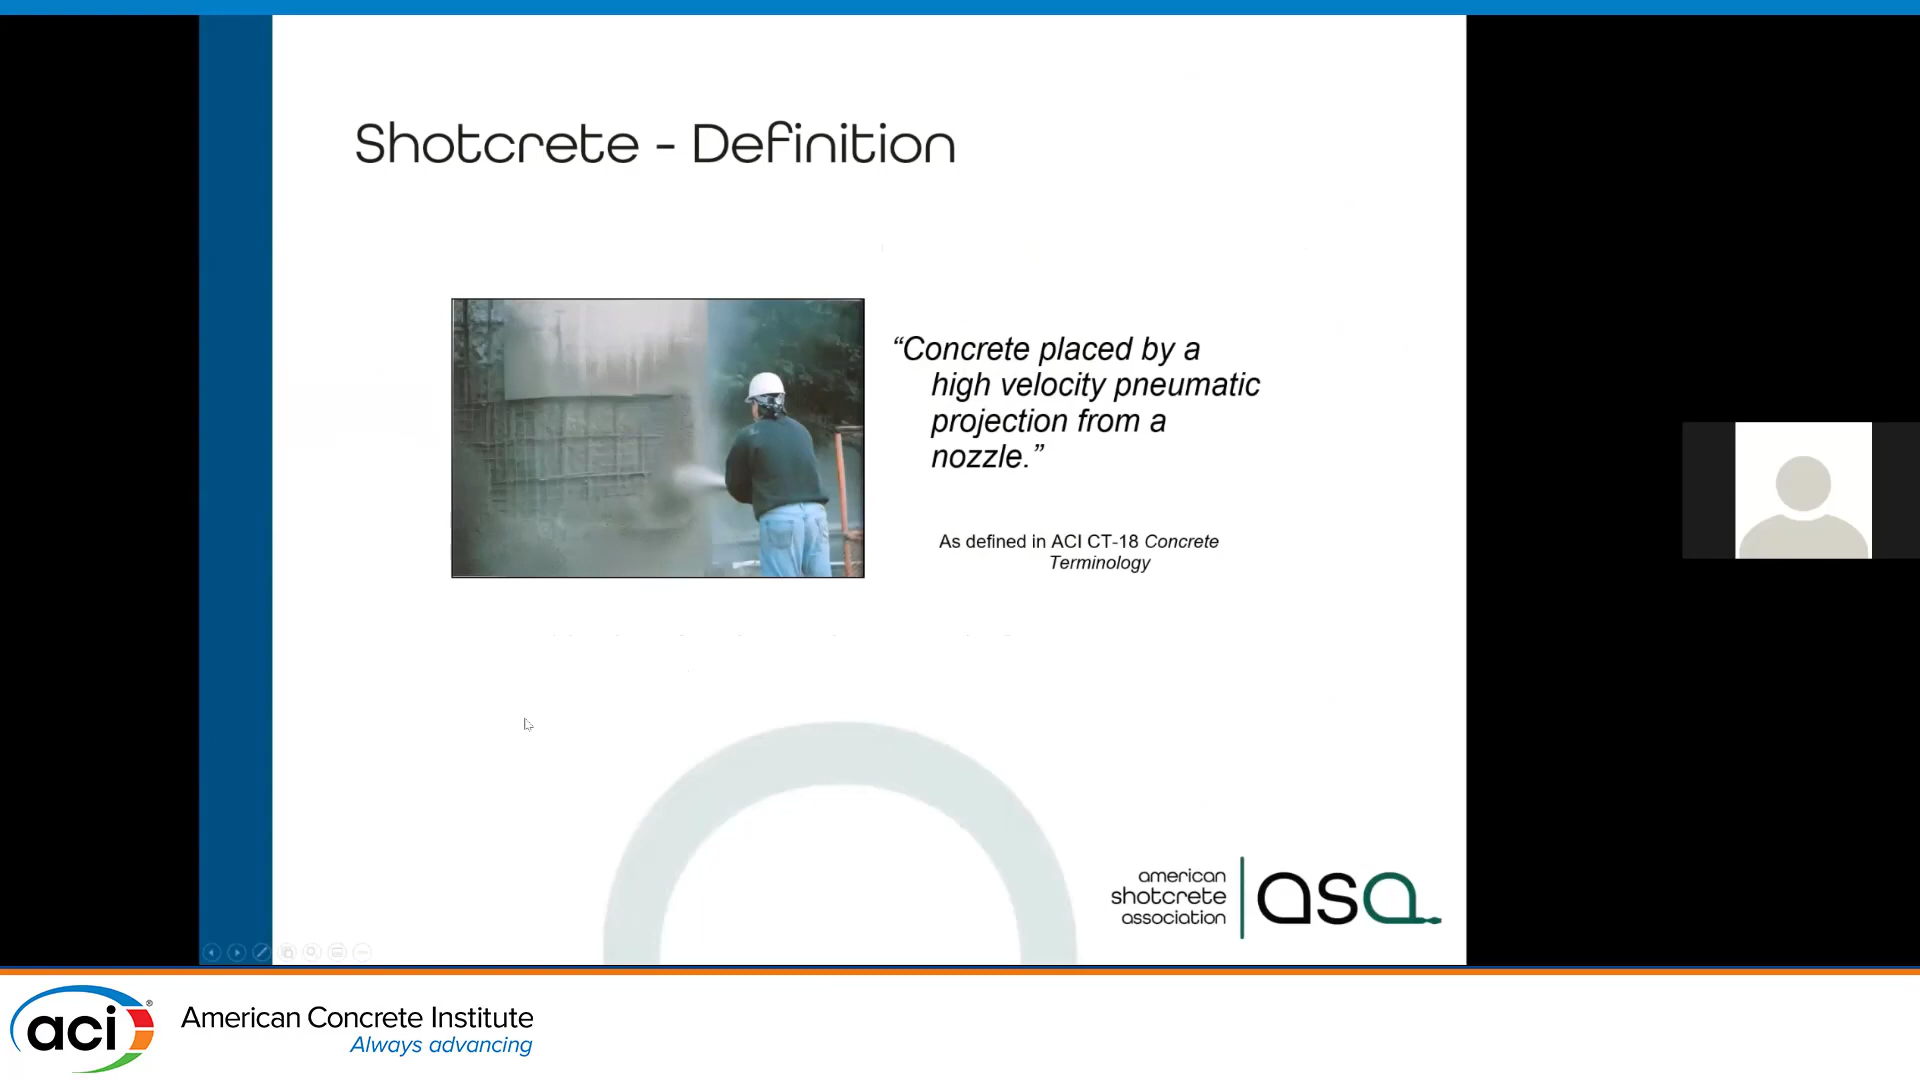 Shotcrete - Definition
“Concrete placed by a
high velocity pneumatic
projection from a
nozzle.”
As defined in ACI CT-18 Concrete
Terminology
american
shotcrete
association
asa
aci®
American Concrete Institute
Always advancing